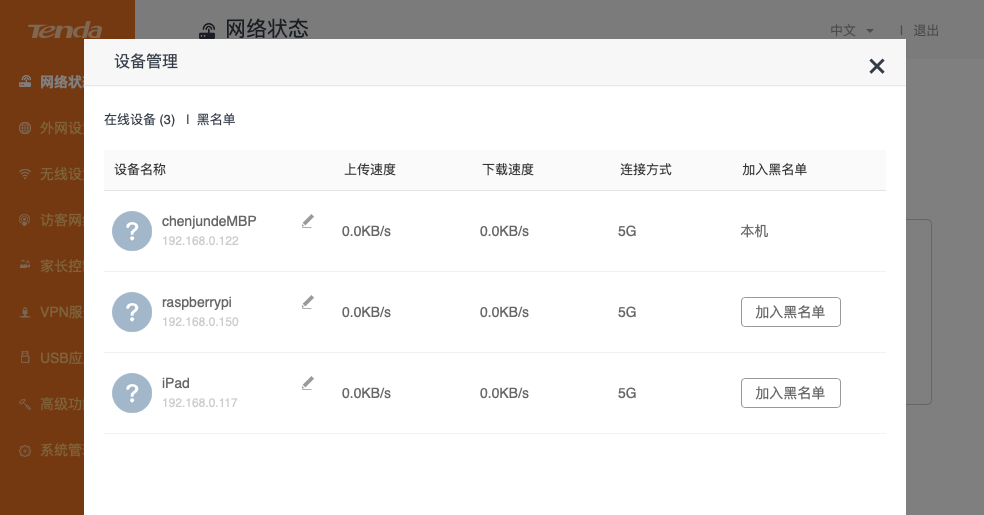 Tenda
网络状态
中文 | 退出
设备管理
网络状
外网设
无线设
访客网
家长控
VPN服
USB应
高级功
系统管
在线设备 (3) | 黑名单
设备名称 上传速度 下载速度 连接方式 加入黑名单
chenjundeMBP
192.168.0.122
0.0KB/s 0.0KB/s 5G 本机
raspberrypi
192.168.0.150
0.0KB/s 0.0KB/s 5G 加入黑名单
iPad
192.168.0.117
0.0KB/s 0.0KB/s 5G 加入黑名单